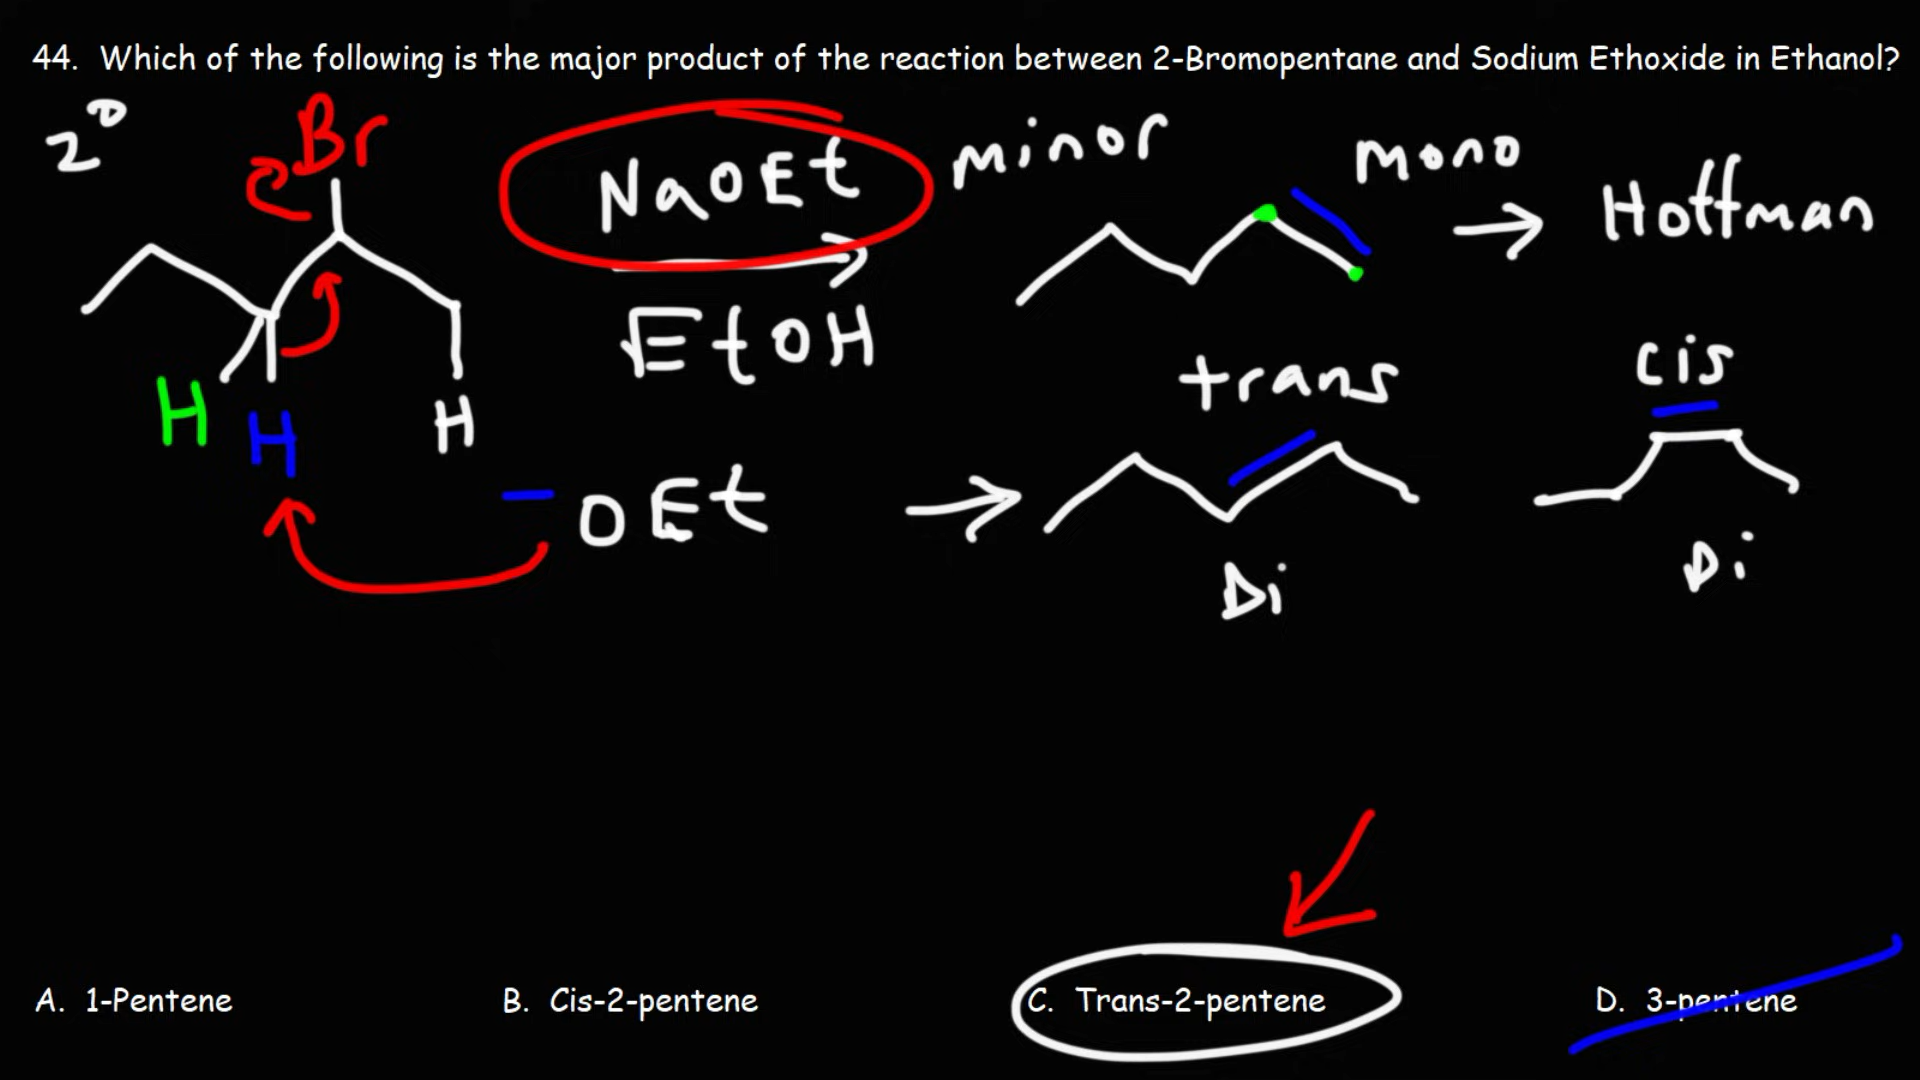 44. Which of the following is the major product of the reaction between 2-Bromopentane and Sodium Ethoxide in Ethanol?
2° Br NaOEt minor mono → Hoffman
EtOH
trans cis
H H H
-OEt →
Di Di
A. 1-Pentene B. Cis-2-pentene C. Trans-2-pentene D. 3-pentene